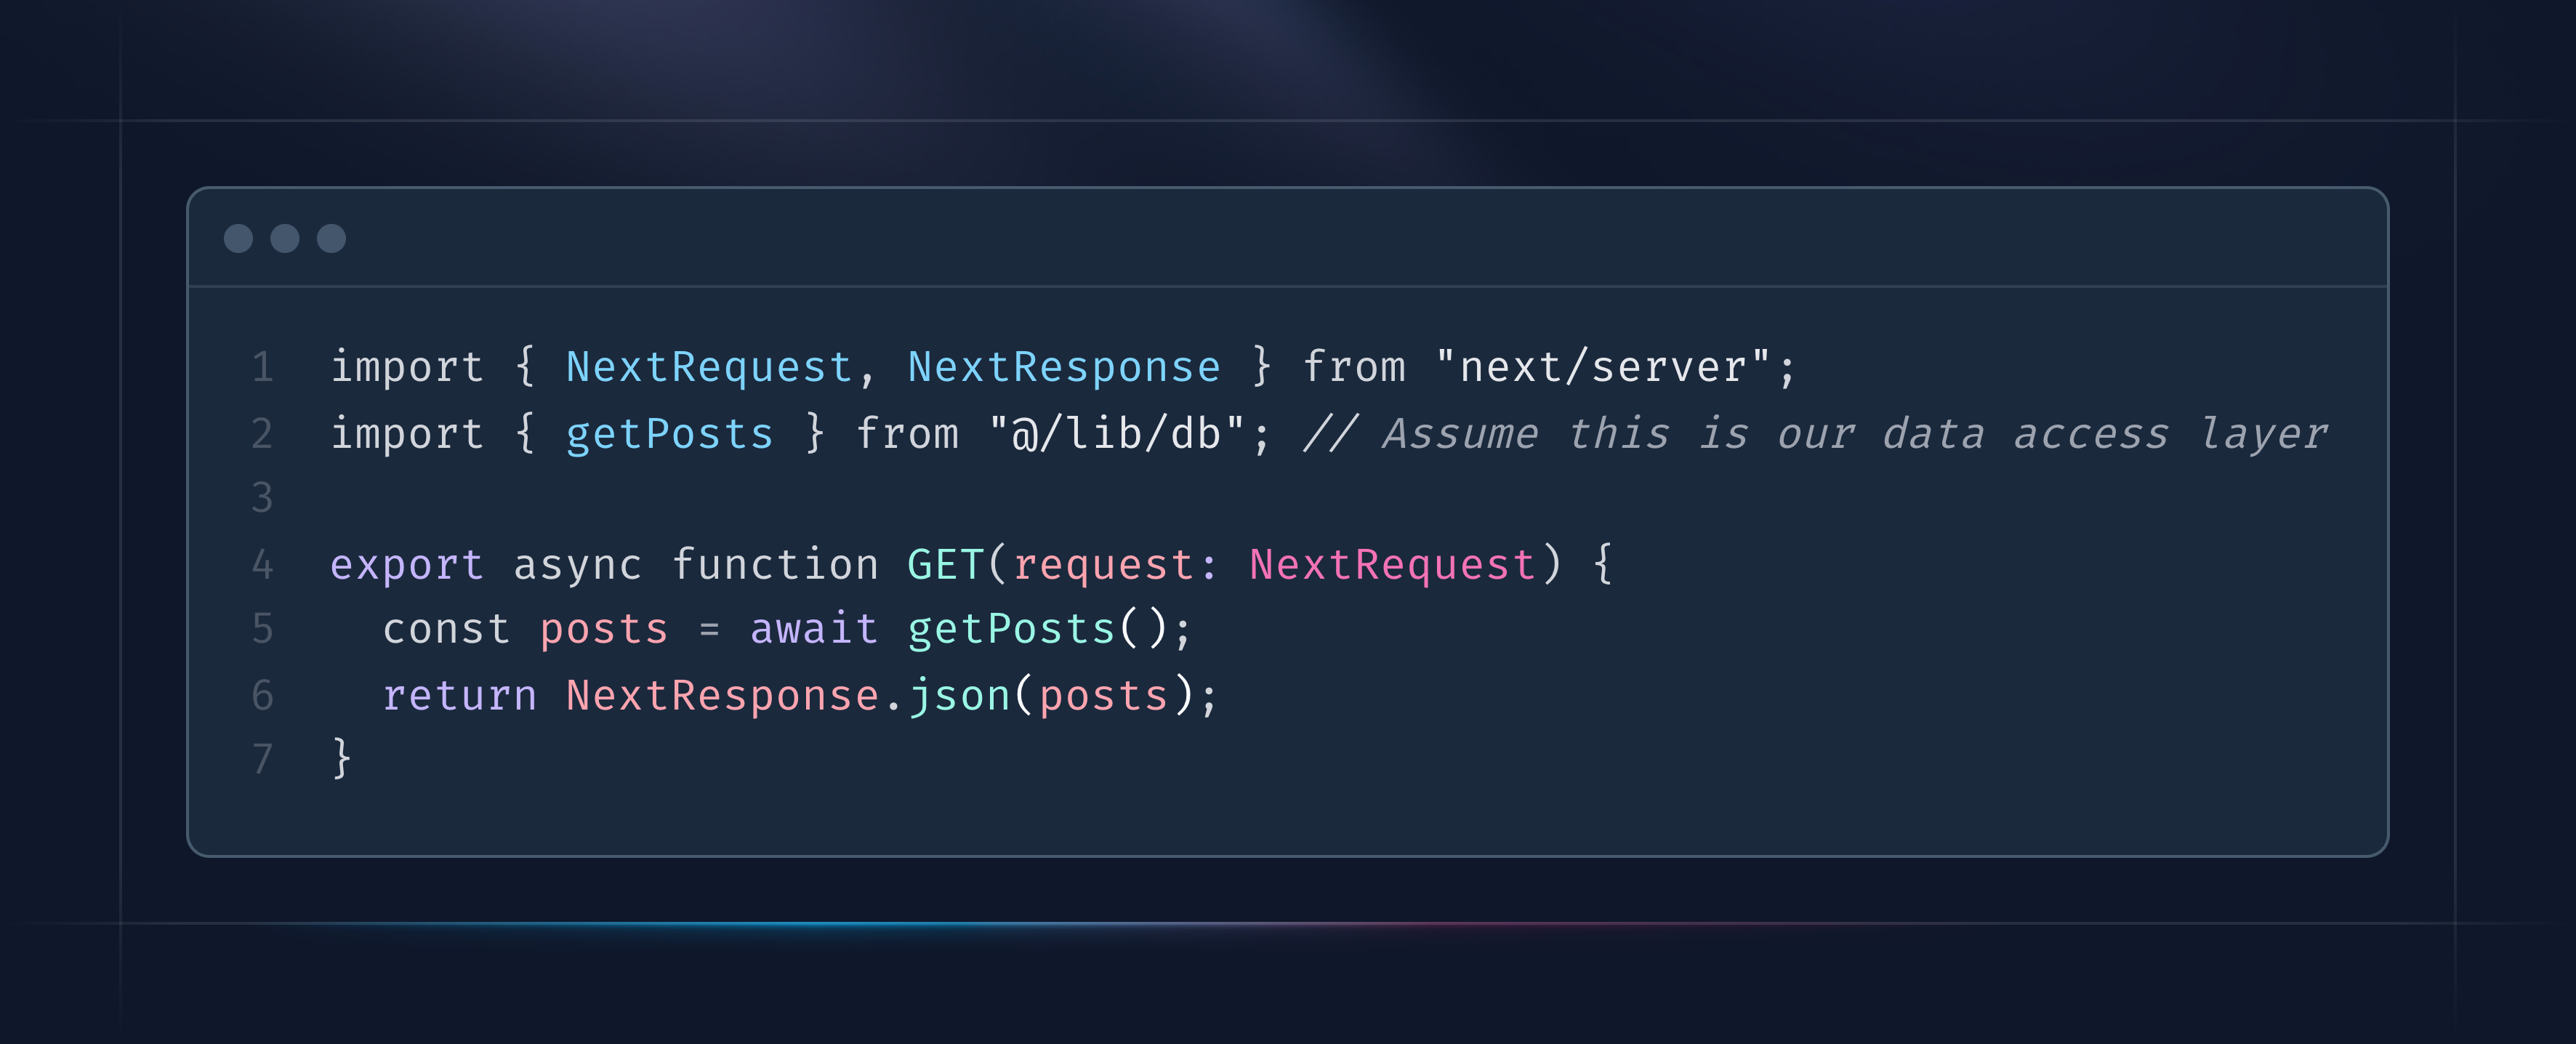 1 import { NextRequest, NextResponse } from "next/server";
2 import { getPosts } from "@/lib/db"; // Assume this is our data access layer
3
4 export async function GET(request: NextRequest) {
5   const posts = await getPosts();
6   return NextResponse.json(posts);
7 }